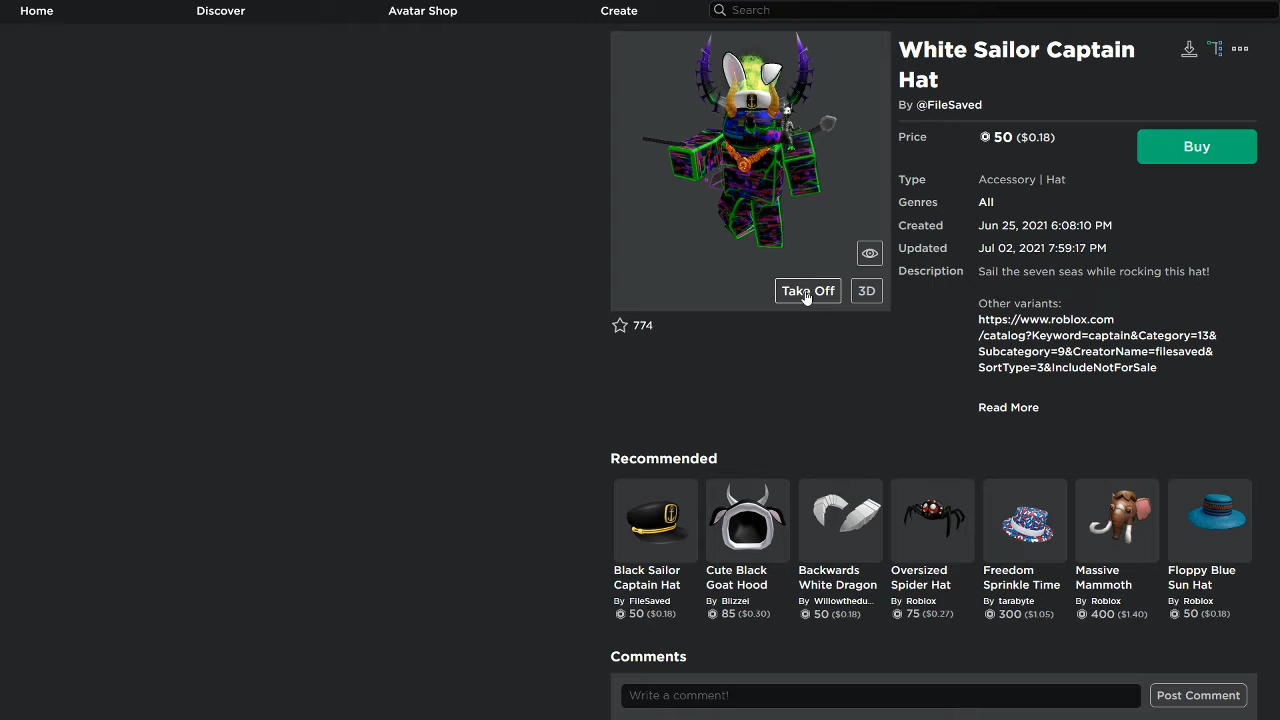 Home
Discover
Avatar Shop
Create
Search
White Sailor Captain
Hat
By @FileSaved
Price
50 ($0.18)
Buy
Type
Accessory | Hat
Genres
All
Created
Jun 25, 2021 6:08:10 PM
Updated
Jul 02, 2021 7:59:17 PM
Description
Sail the seven seas while rocking this hat!
Other variants:
https://www.roblox.com
/catalog?Keyword=captain&Category=13&
Subcategory=9&CreatorName=filesaved&
SortType=3&IncludeNotForSale
Read More
Take Off
3D
774
Recommended
Black Sailor
Captain Hat
By FileSaved
50 ($0.18)
Cute Black
Goat Hood
By Blizzei
85 ($0.30)
Backwards
White Dragon
By Willowthedu...
50 ($0.18)
Oversized
Spider Hat
By Roblox
75 ($0.27)
Freedom
Sprinkle Time
By tarabyte
300 ($1.05)
Massive
Mammoth
By Roblox
400 ($1.40)
Floppy Blue
Sun Hat
By Roblox
50 ($0.18)
Comments
Write a comment!
Post Comment